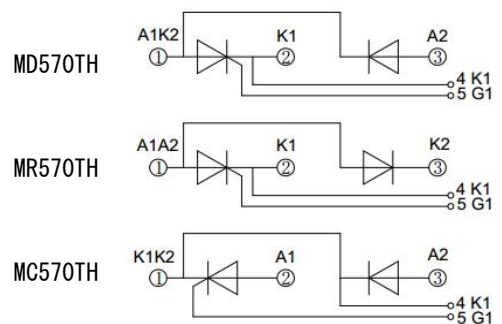 A1K2 K1 A2
MD570TH ① ② ③
4 K1
5 G1
A1A2 K1 K2
MR570TH ① ② ③
4 K1
5 G1
K1K2 A1 A2
MC570TH ① ② ③
4 K1
5 G1